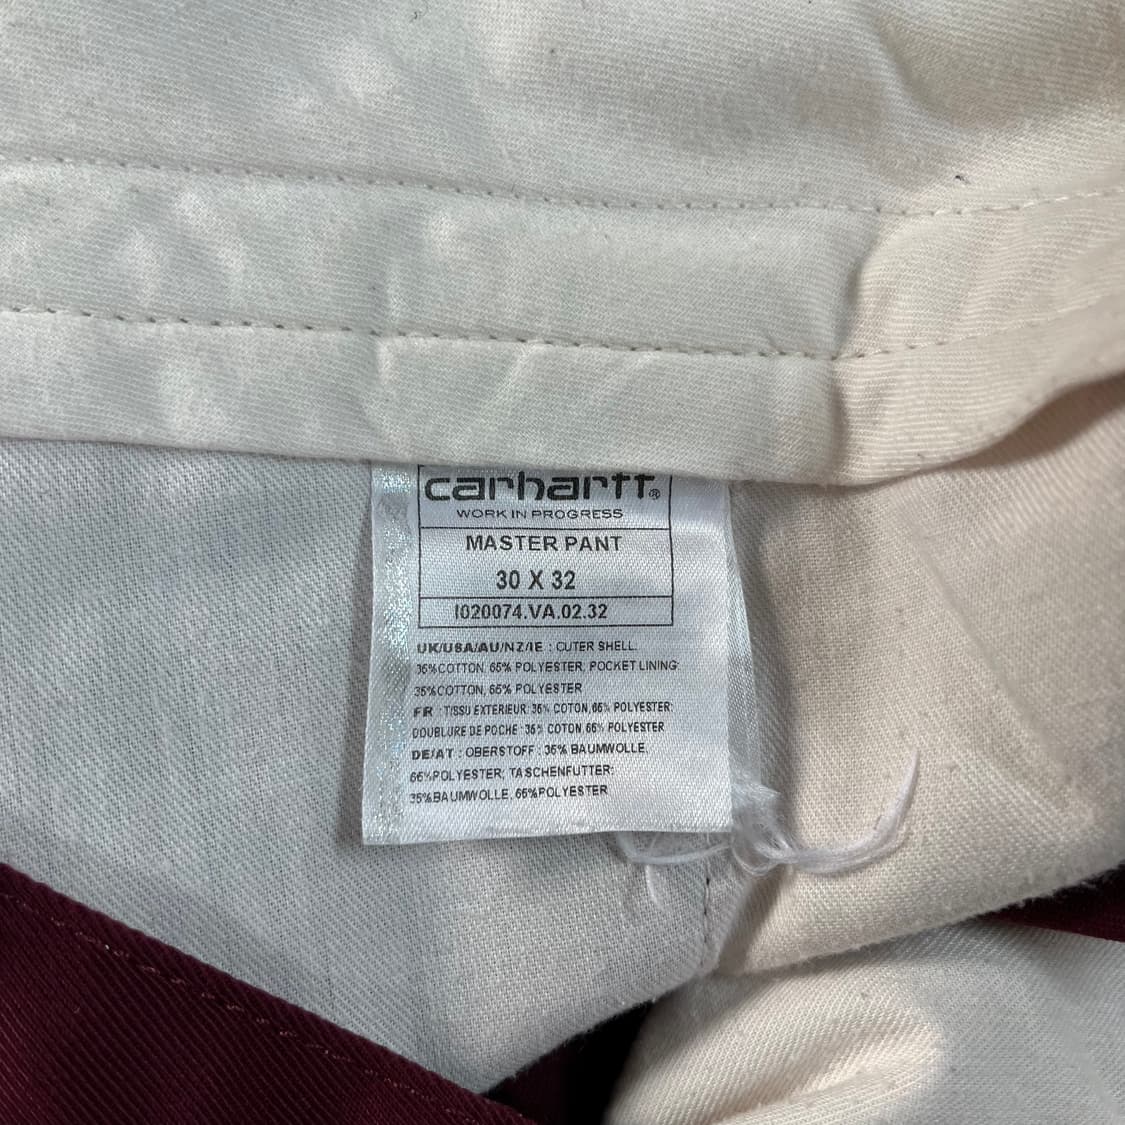 carhartt®
WORK IN PROGRESS
MASTER PANT
30 X 32
I020074.VA.02.32
UK/USA/AU/NZ/IE : OUTER SHELL:
35%COTTON, 65% POLYESTER; POCKET LINING:
35%COTTON, 65% POLYESTER
FR : TISSU EXTERIEUR: 35% COTON, 65% POLYESTER;
DOUBLURE DE POCHE : 35% COTON, 65% POLYESTER
DE/AT : OBERSTOFF : 35% BAUMWOLLE,
65%POLYESTER; TASCHENFUTTER:
35%BAUMWOLLE, 65%POLYESTER